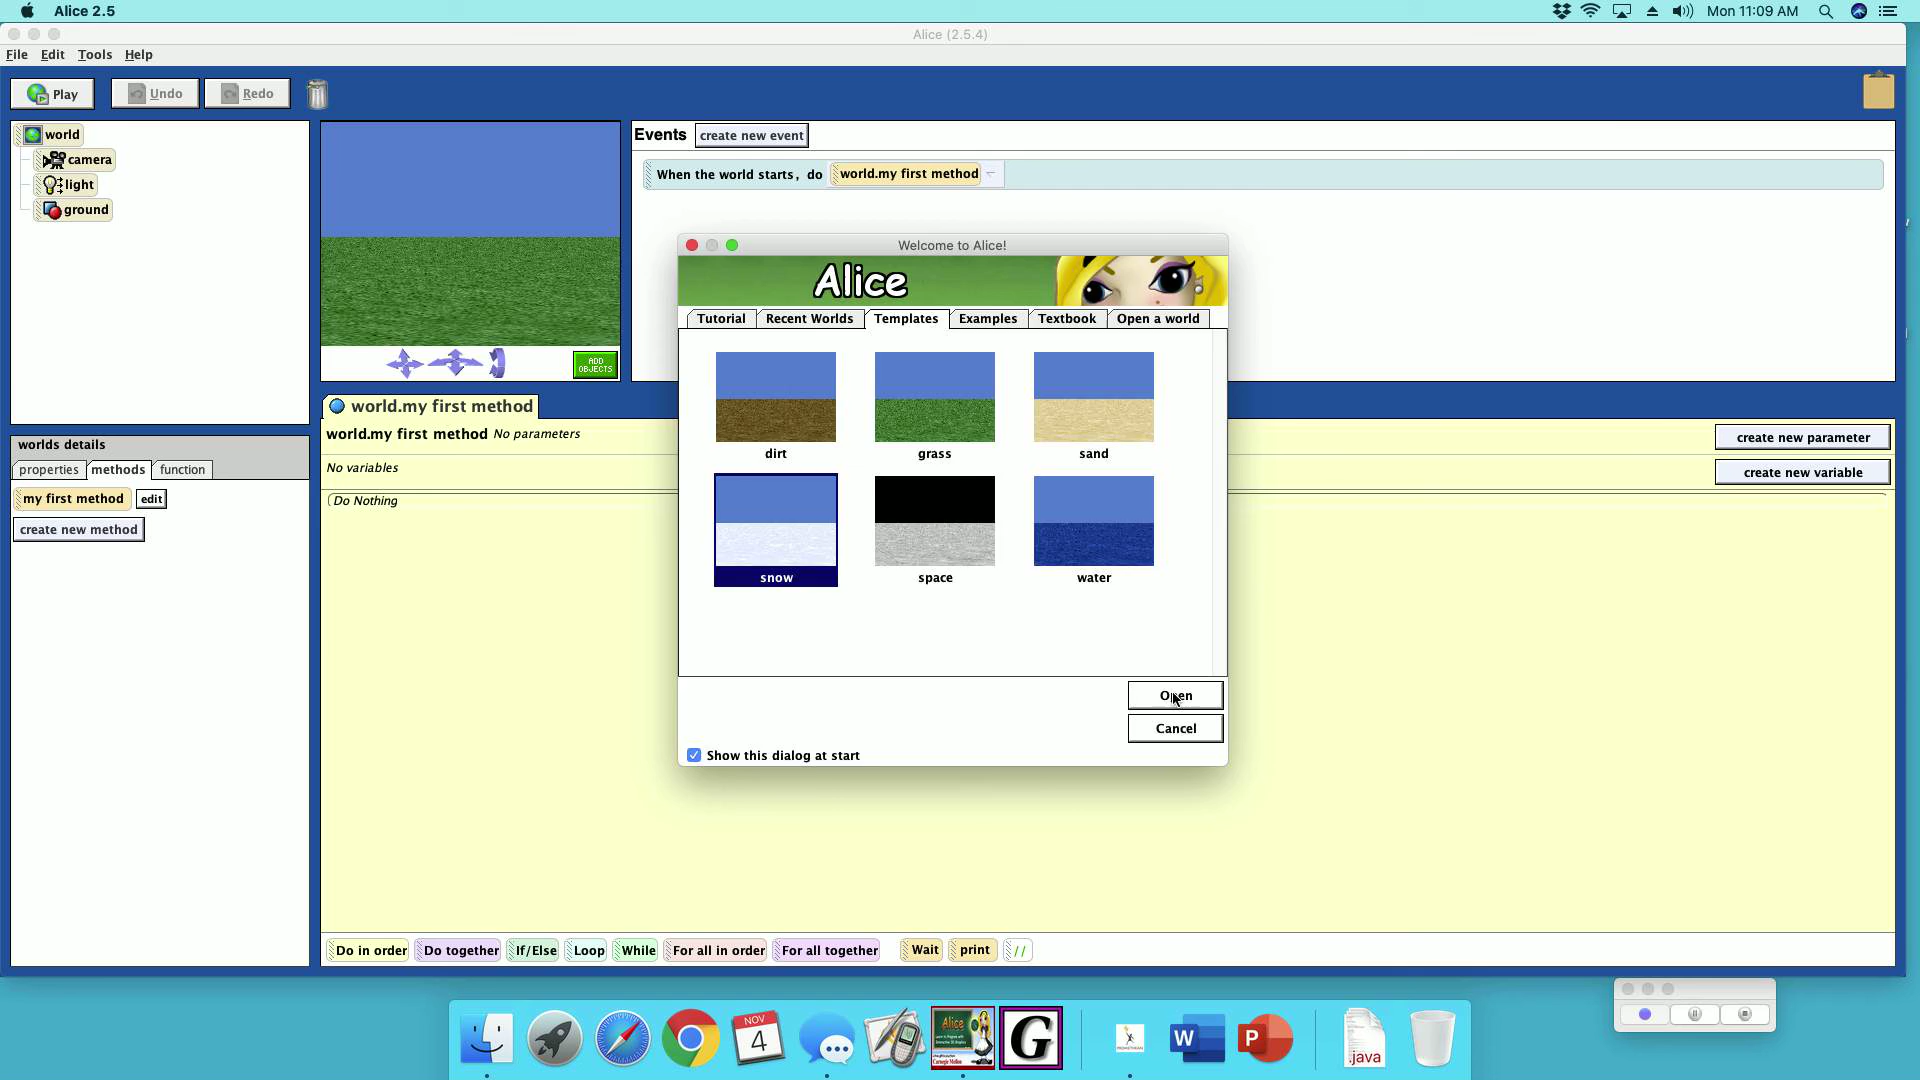 Alice 2.5
Mon 11:09 AM
Alice (2.5.4)
File Edit Tools Help
Play Undo Redo
world
camera
light
ground
ADD
OBJECTS
Events create new event
When the world starts, do world.my first method
Welcome to Alice!
Alice
Tutorial Recent Worlds Templates Examples Textbook Open a world
dirt grass sand
snow space water
Open
Cancel
Show this dialog at start
worlds details
properties methods function
my first method edit
create new method
world.my first method
world.my first method No parameters
create new parameter
No variables
create new variable
Do Nothing
Do in order Do together If/Else Loop While For all in order For all together Wait print //
NOV
4
Alice
G
W
P
.java